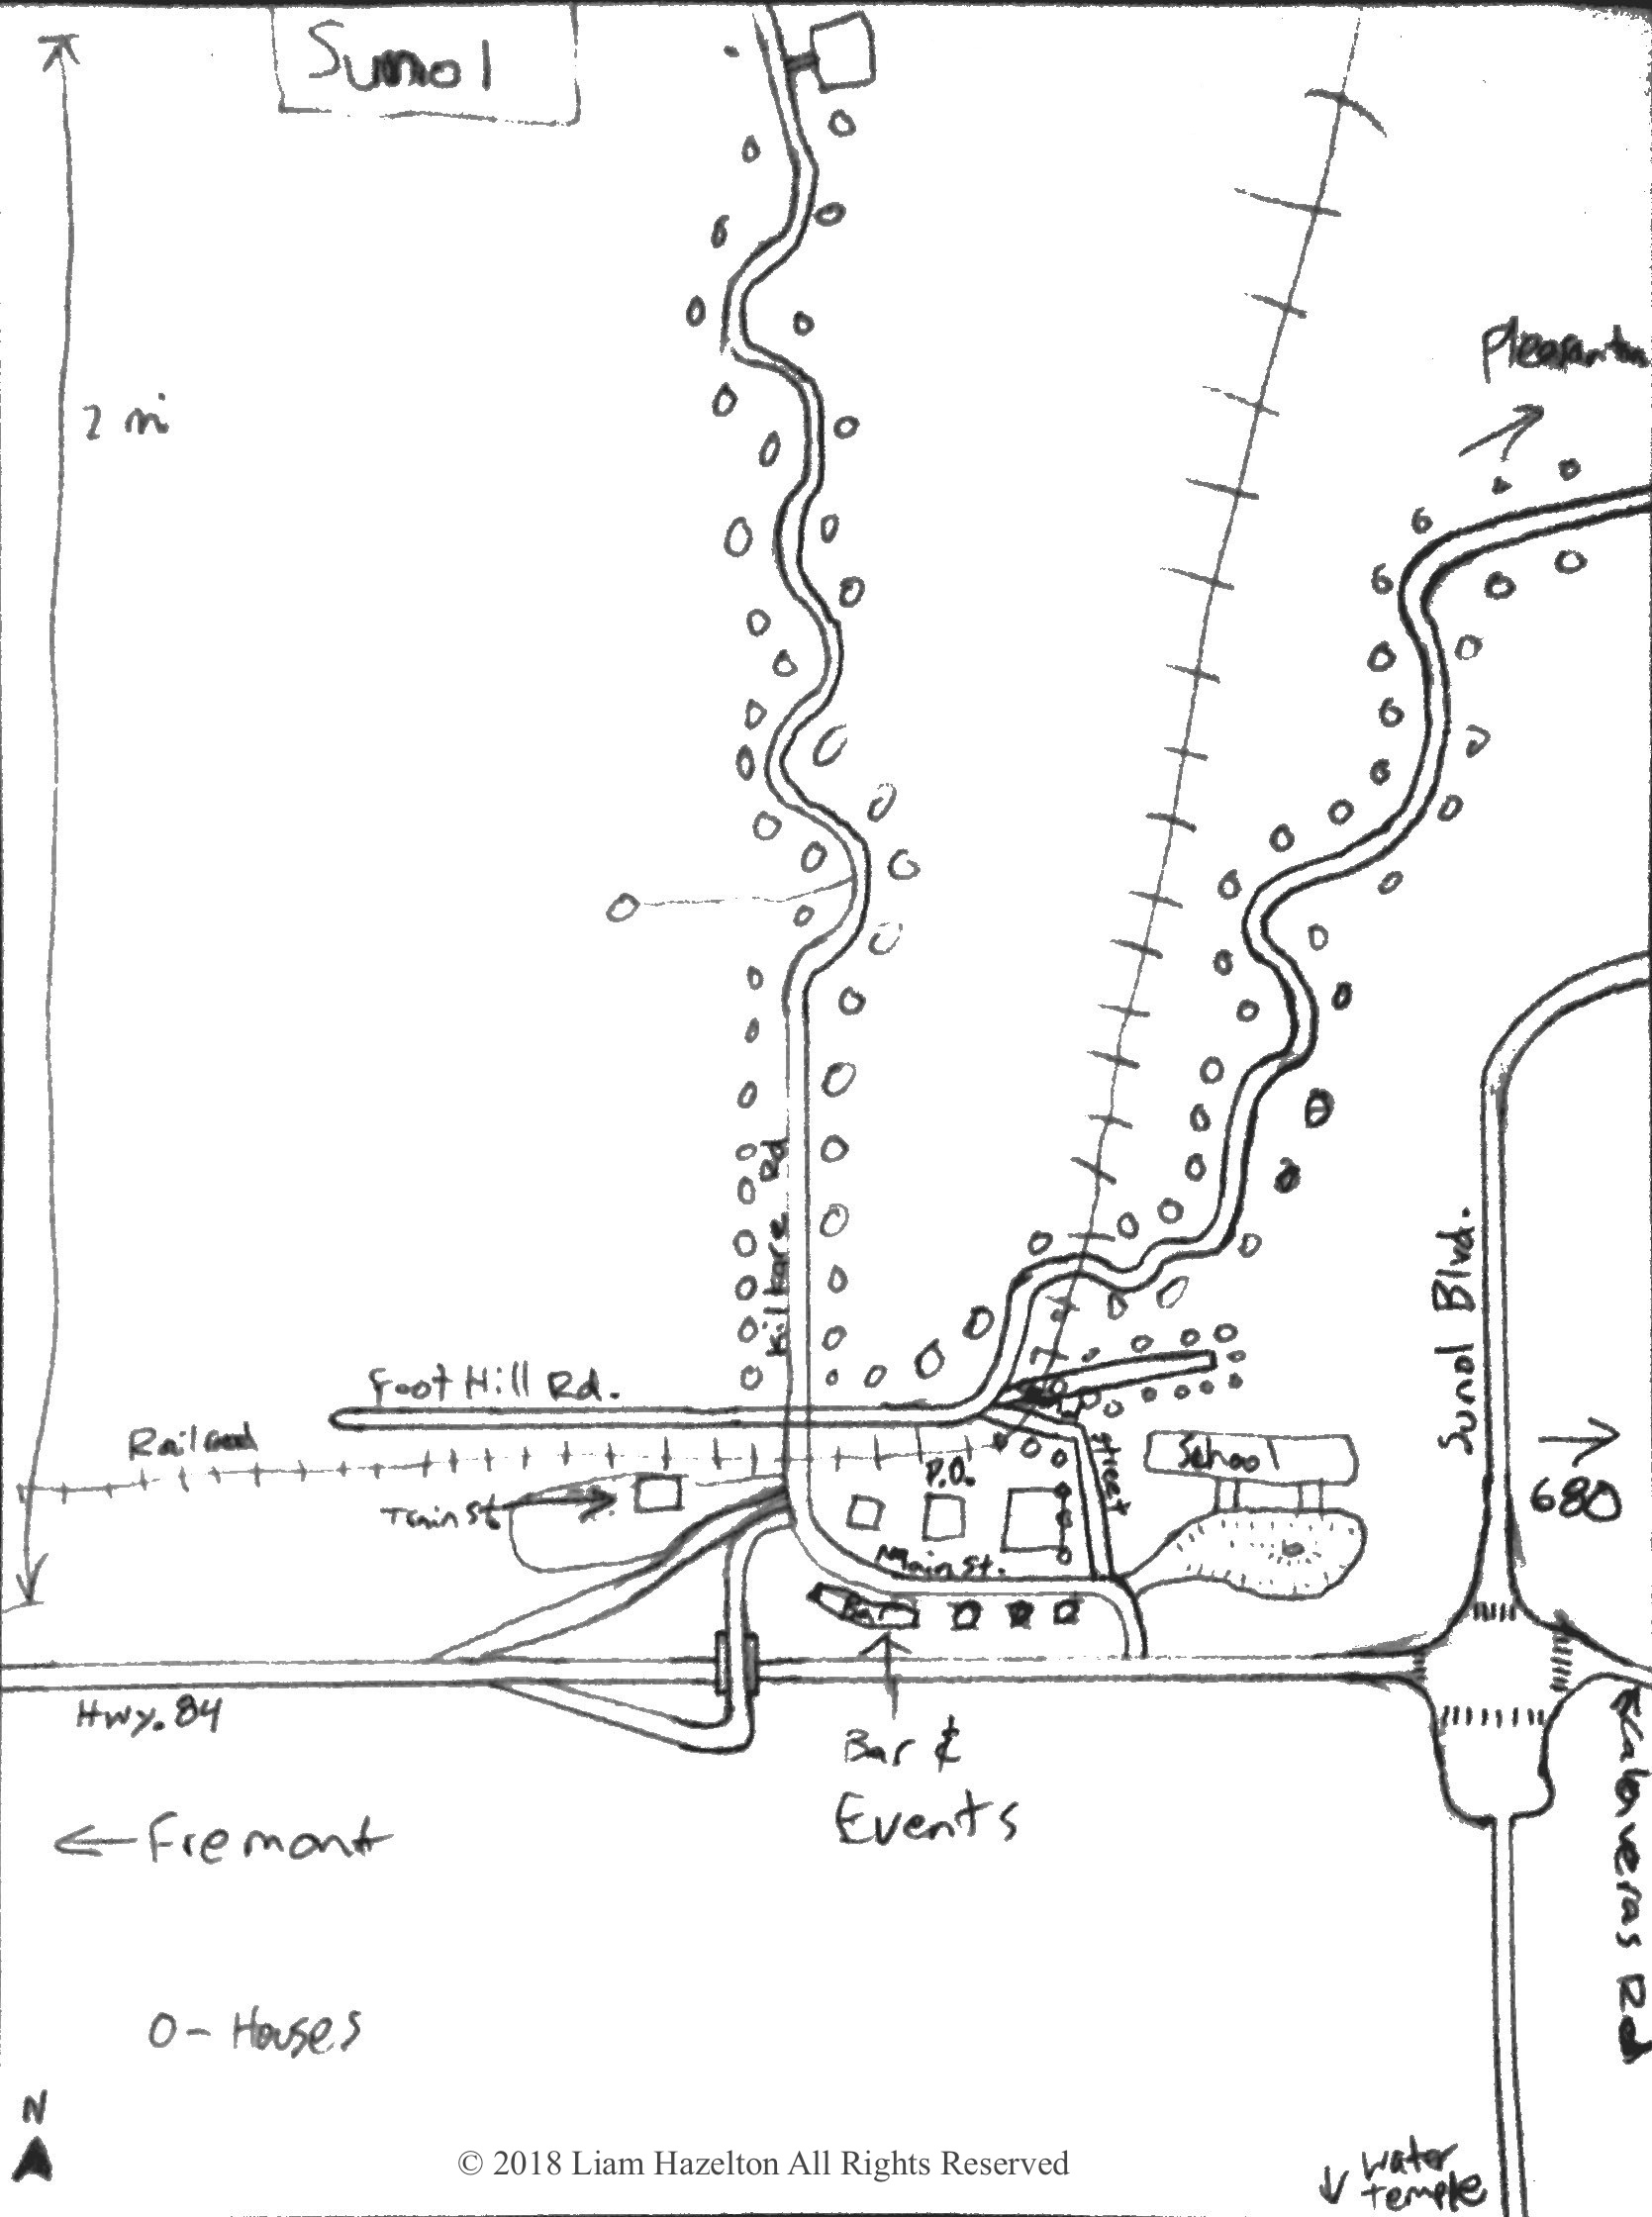 Sunol
Pleasanton
2 mi
Kilkare Rd
Sunol Blvd.
Foot Hill Rd.
Railroad
School
680
P.O.
Street
Train St.
Main St.
Bar
Hwy. 84
Bar &
Events
Calaveras Rd
← Fremont
O - Houses
N
© 2018 Liam Hazelton All Rights Reserved
↓ water
temple